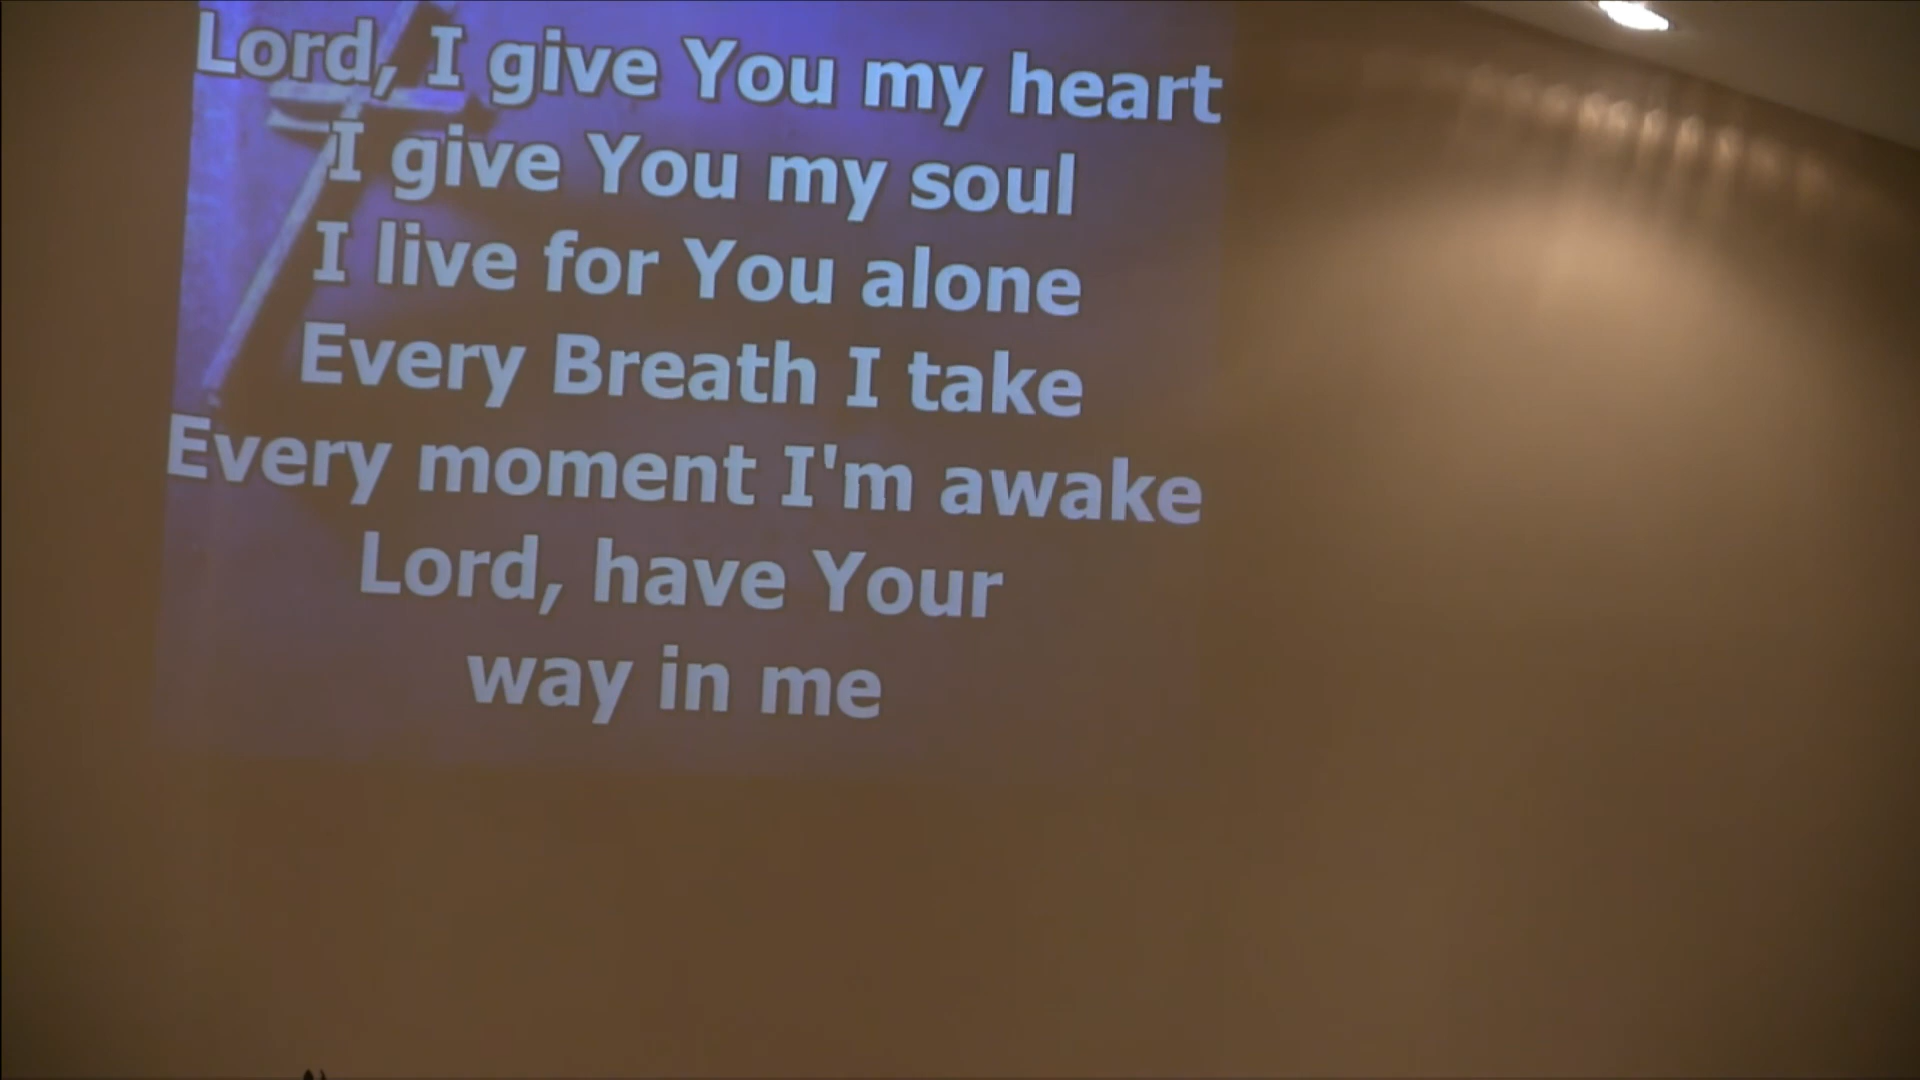 Lord, I give You my heart
I give You my soul
I live for You alone
Every Breath I take
Every moment I'm awake
Lord, have Your
way in me